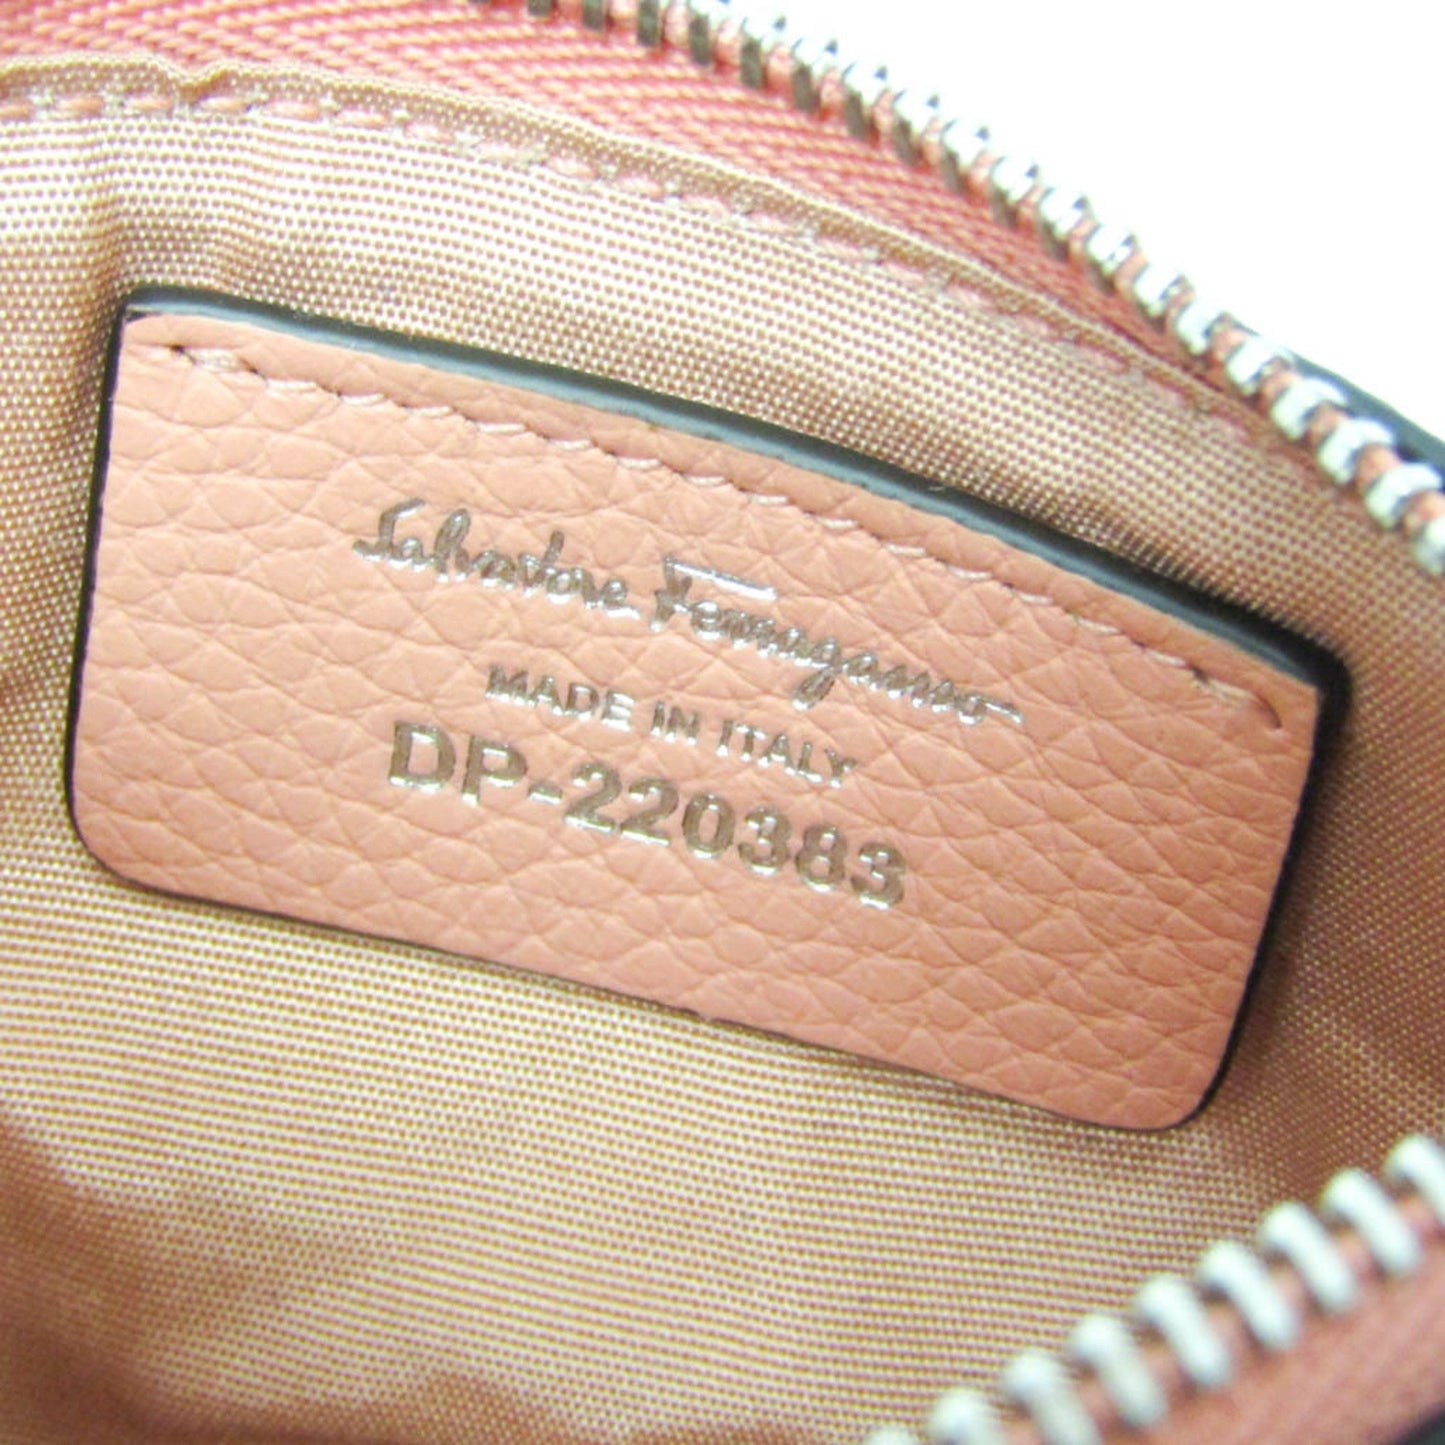 Salvatore Ferragamo
MADE IN ITALY
DP-220383